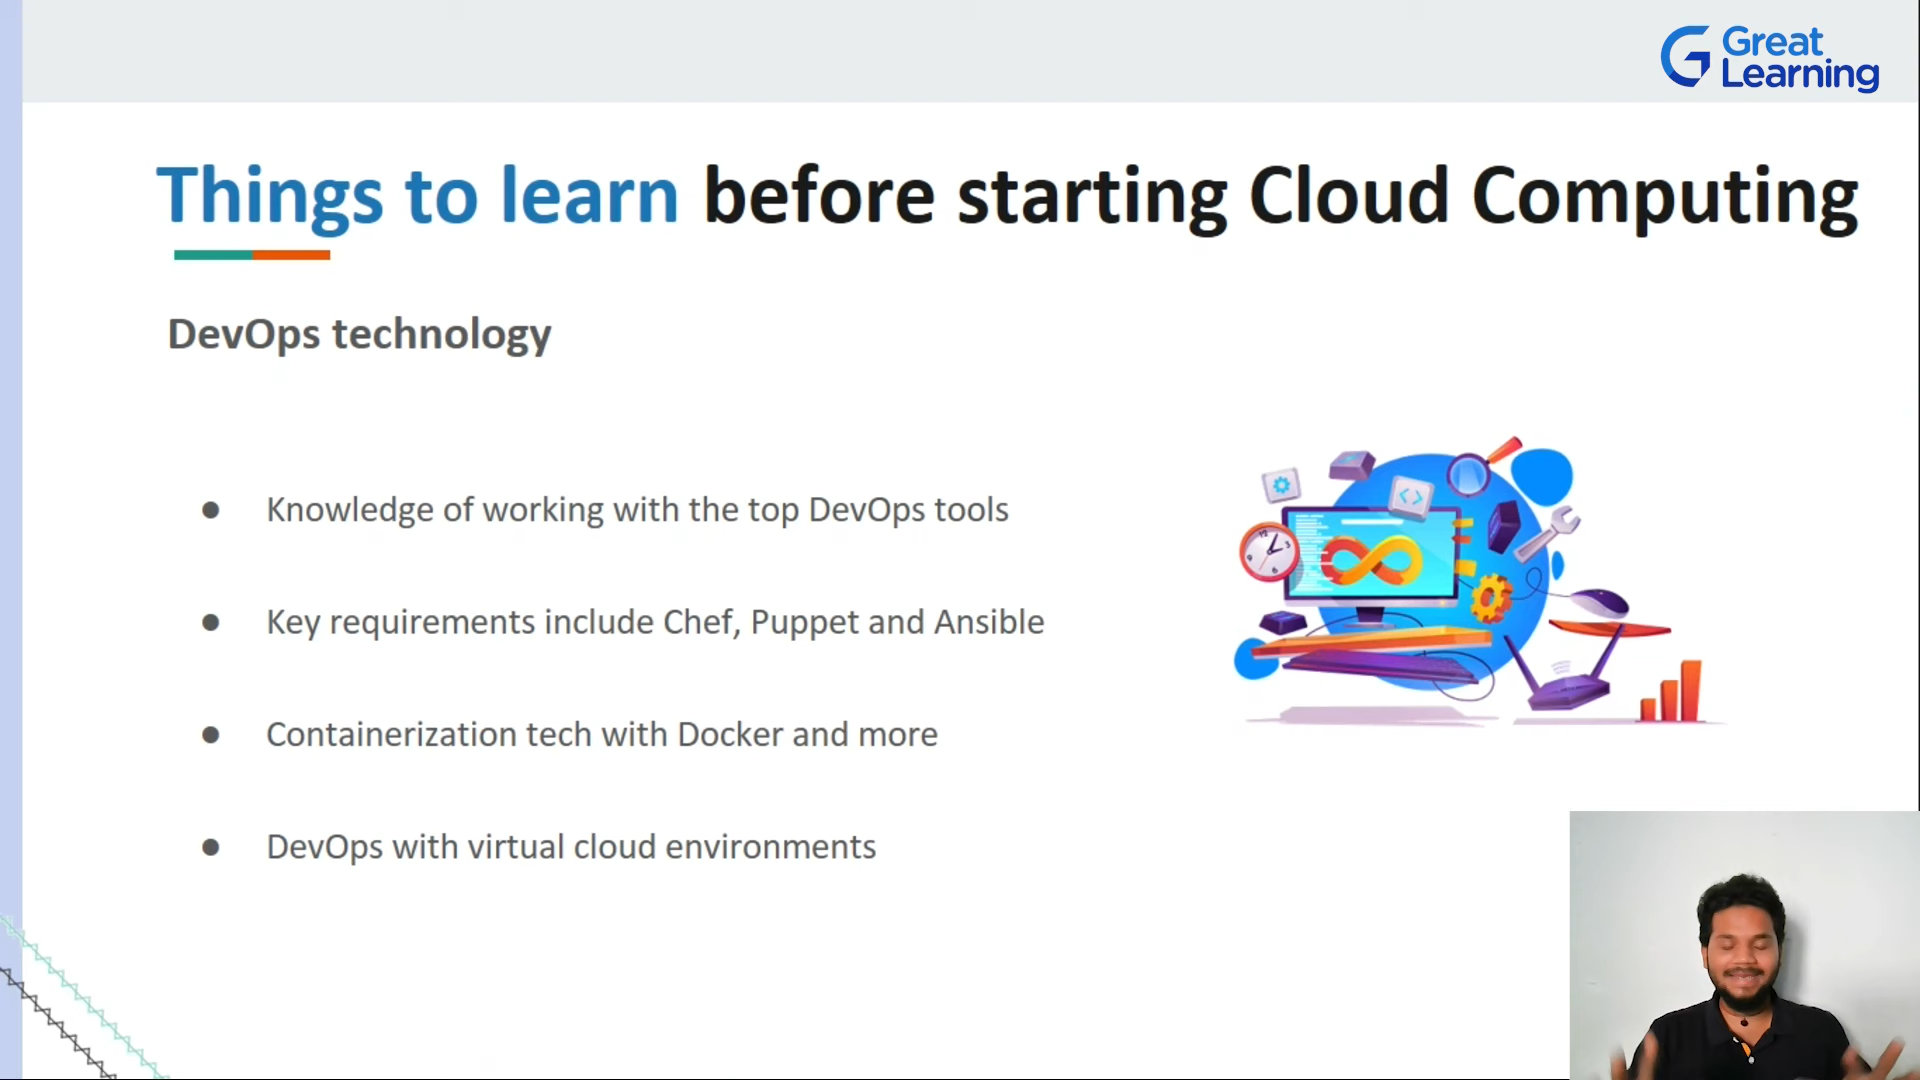 Great
Learning
Things to learn before starting Cloud Computing
DevOps technology
● Knowledge of working with the top DevOps tools
● Key requirements include Chef, Puppet and Ansible
● Containerization tech with Docker and more
● DevOps with virtual cloud environments